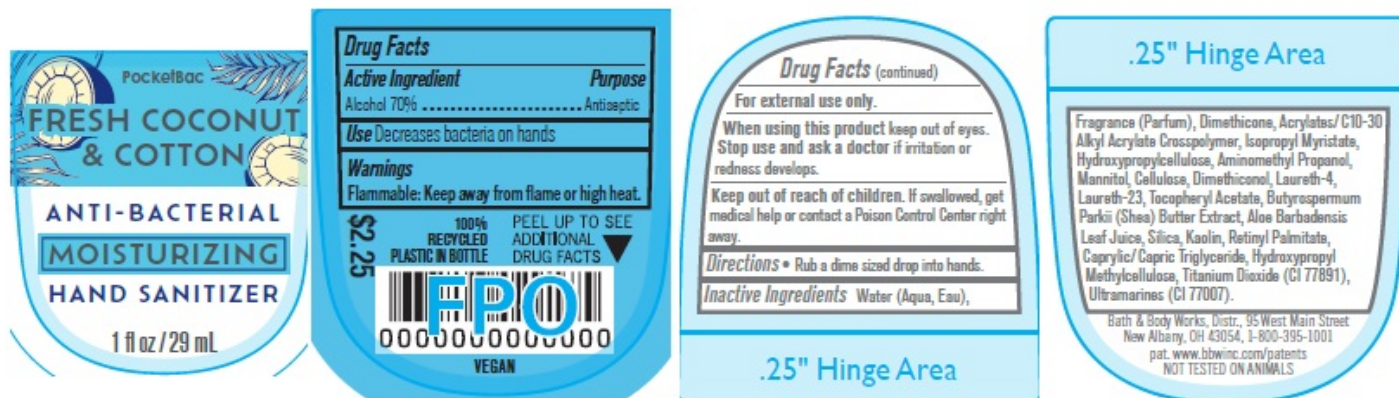 PocketBac
FRESH COCONUT
& COTTON
ANTI-BACTERIAL
MOISTURIZING
HAND SANITIZER
1 fl oz / 29 mL
Drug Facts
Active Ingredient Purpose
Alcohol 70% ............................ Antiseptic
Use Decreases bacteria on hands
Warnings
Flammable: Keep away from flame or high heat.
$2.25
100%
RECYCLED
PLASTIC IN BOTTLE
PEEL UP TO SEE
ADDITIONAL
DRUG FACTS ▼
FPO
000000000000
VEGAN
Drug Facts (continued)
For external use only.
When using this product keep out of eyes.
Stop use and ask a doctor if irritation or
redness develops.
Keep out of reach of children. If swallowed, get
medical help or contact a Poison Control Center right
away.
Directions • Rub a dime sized drop into hands.
Inactive Ingredients Water (Aqua, Eau),
.25" Hinge Area
.25" Hinge Area
Fragrance (Parfum), Dimethicone, Acrylates/C10-30
Alkyl Acrylate Crosspolymer, Isopropyl Myristate,
Hydroxypropylcellulose, Aminomethyl Propanol,
Mannitol, Cellulose, Dimethiconol, Laureth-4,
Laureth-23, Tocopheryl Acetate, Butyrospermum
Parkii (Shea) Butter Extract, Aloe Barbadensis
Leaf Juice, Silica, Kaolin, Retinyl Palmitate,
Caprylic/Capric Triglyceride, Hydroxypropyl
Methylcellulose, Titanium Dioxide (CI 77891),
Ultramarines (CI 77007).
Bath & Body Works, Distr., 95 West Main Street
New Albany, OH 43054, 1-800-395-1001
pat. www.bbwinc.com/patents
NOT TESTED ON ANIMALS